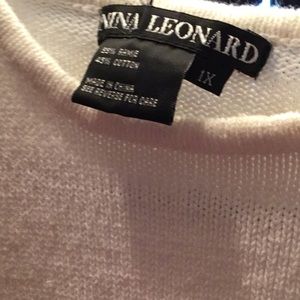 NINA LEONARD
1X
55% RAMIE
45% COTTON
MADE IN CHINA
SEE REVERSE FOR CARE